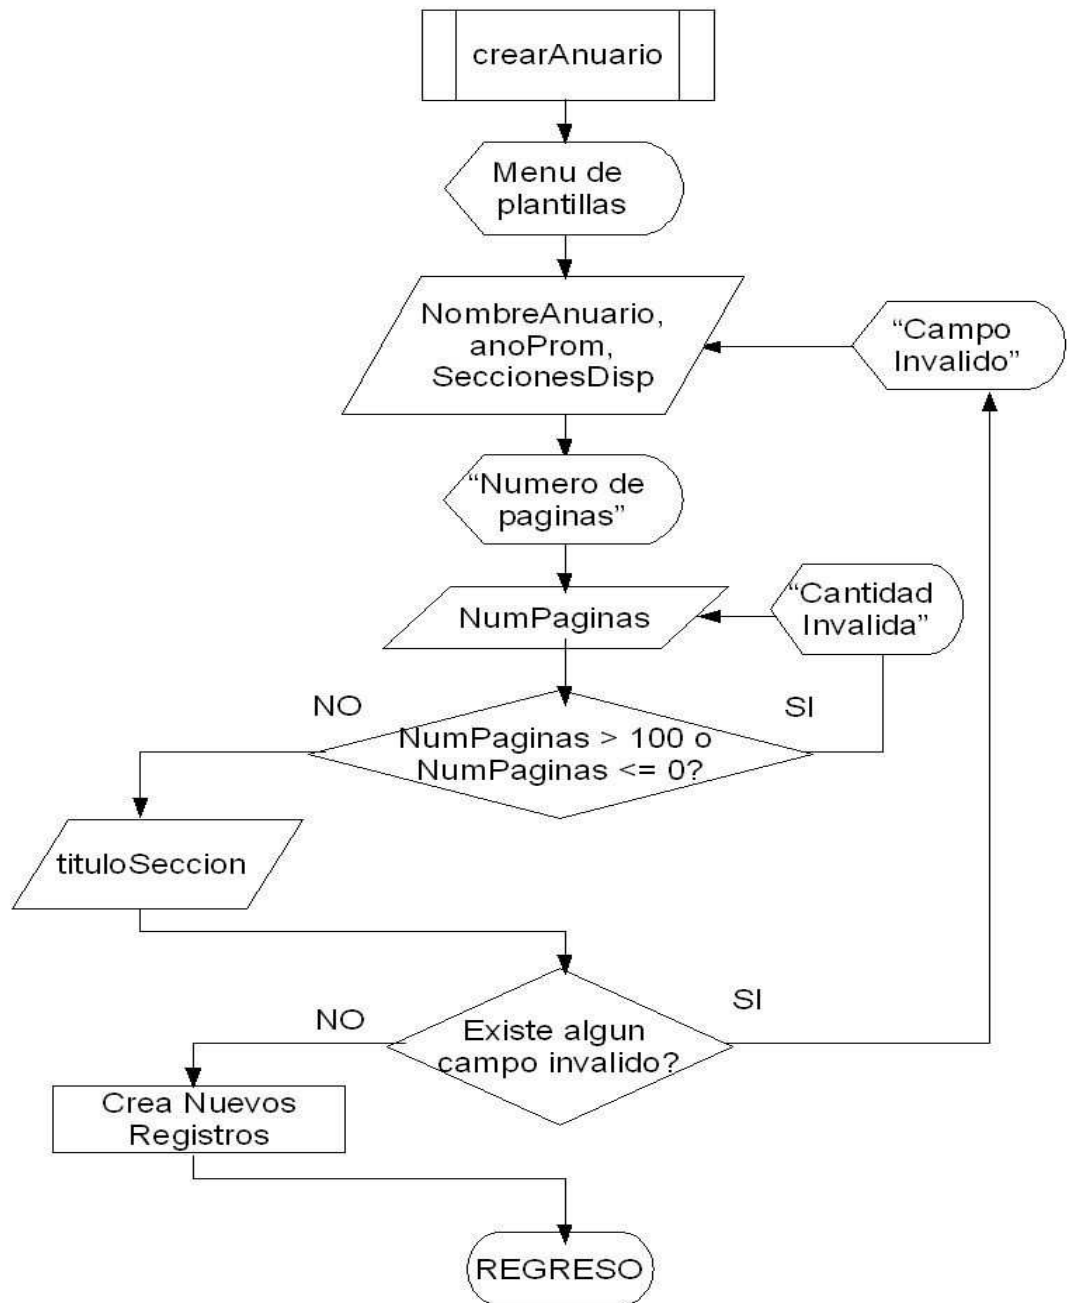 crearAnuario
Menu de
plantillas
NombreAnuario,
anoProm,
SeccionesDisp
“Campo
Invalido”
“Numero de
paginas”
NumPaginas
“Cantidad
Invalida”
NO
SI
NumPaginas > 100 o
NumPaginas <= 0?
tituloSeccion
NO
SI
Existe algun
campo invalido?
Crea Nuevos
Registros
REGRESO